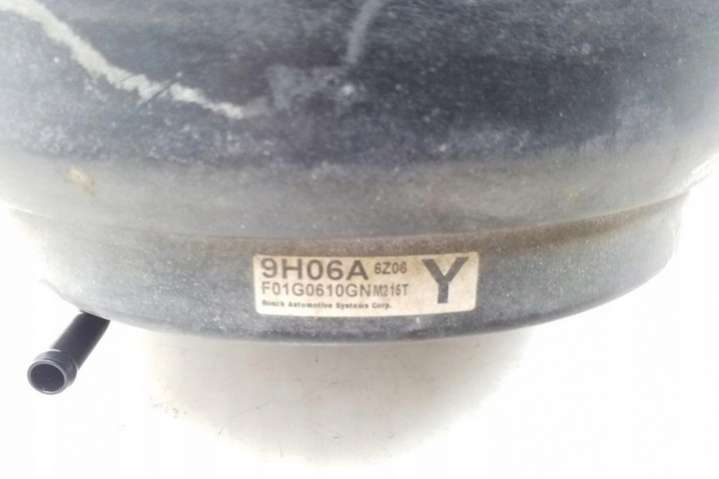 9H06A 6Z06 Y
F01G0610GN M215T
Bosch Automotive Systems Corp.